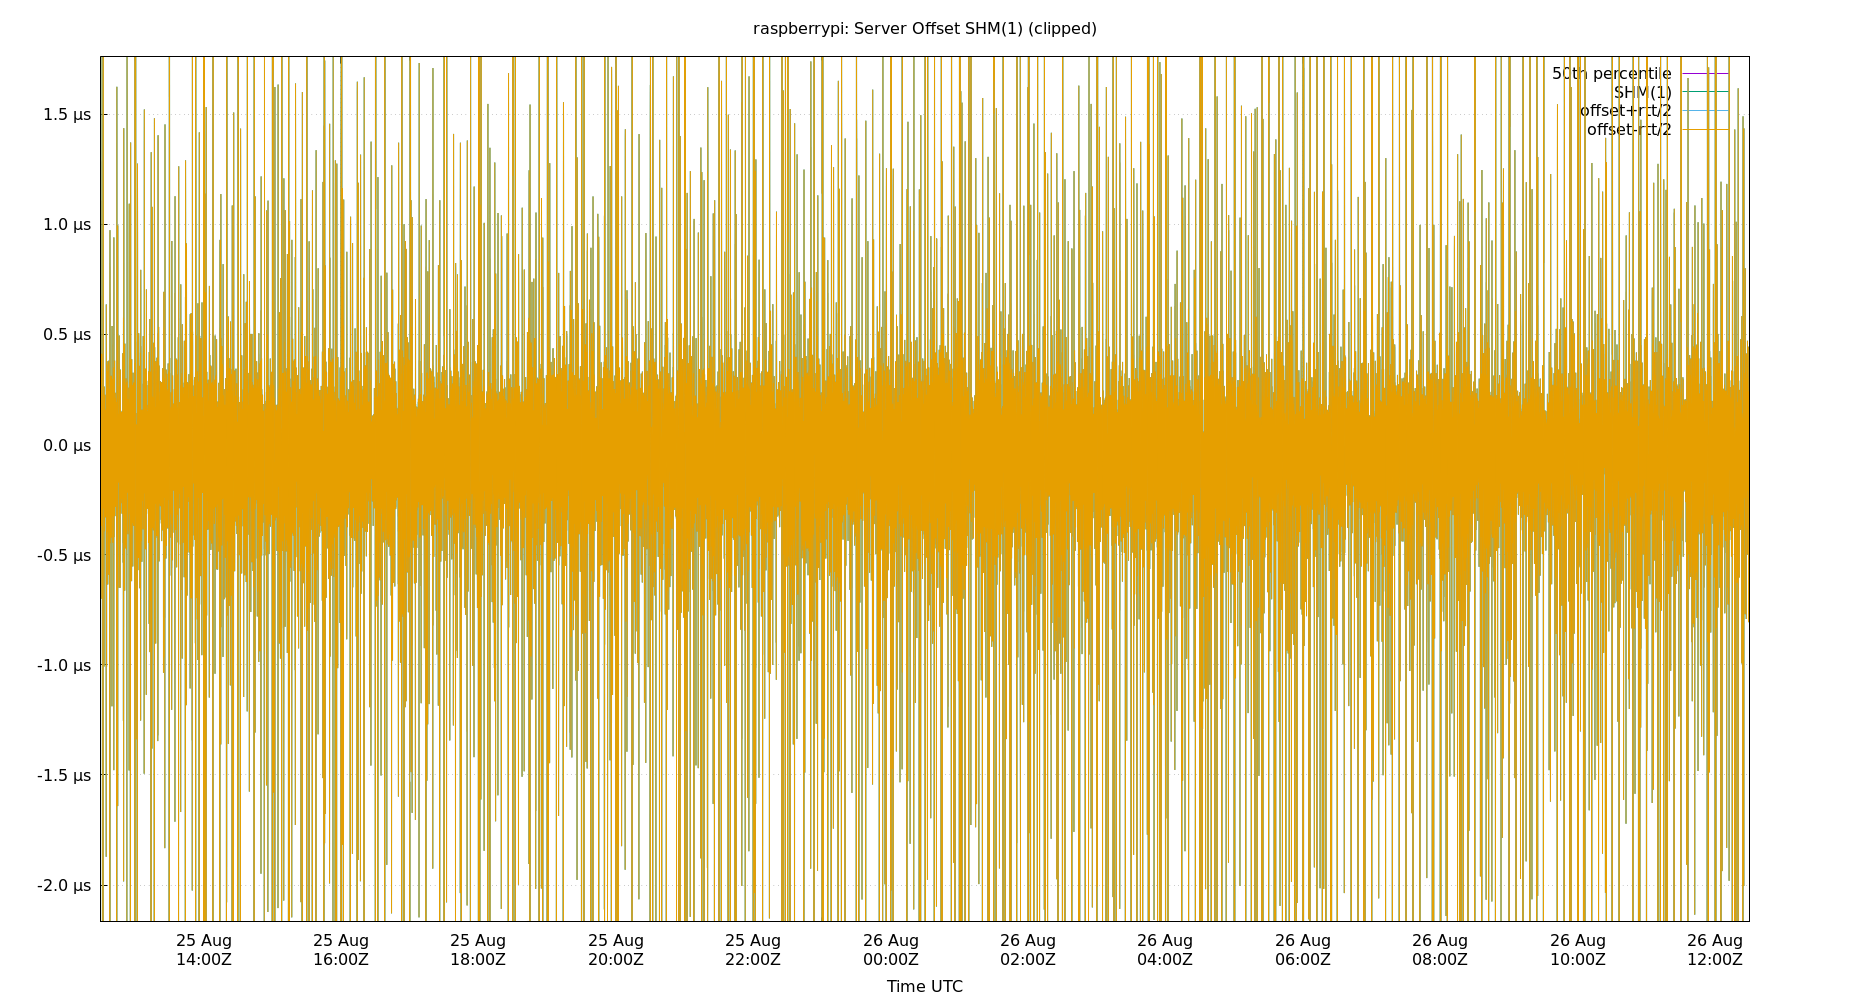 raspberrypi: Server Offset SHM(1) (clipped)
50th percentile
SHM(1)
offset+rtt/2
offset-rtt/2
1.5 µs
1.0 µs
0.5 µs
0.0 µs
-0.5 µs
-1.0 µs
-1.5 µs
-2.0 µs
25 Aug 25 Aug 25 Aug 25 Aug 25 Aug 26 Aug 26 Aug 26 Aug 26 Aug 26 Aug 26 Aug 26 Aug
14:00Z 16:00Z 18:00Z 20:00Z 22:00Z 00:00Z 02:00Z 04:00Z 06:00Z 08:00Z 10:00Z 12:00Z
Time UTC